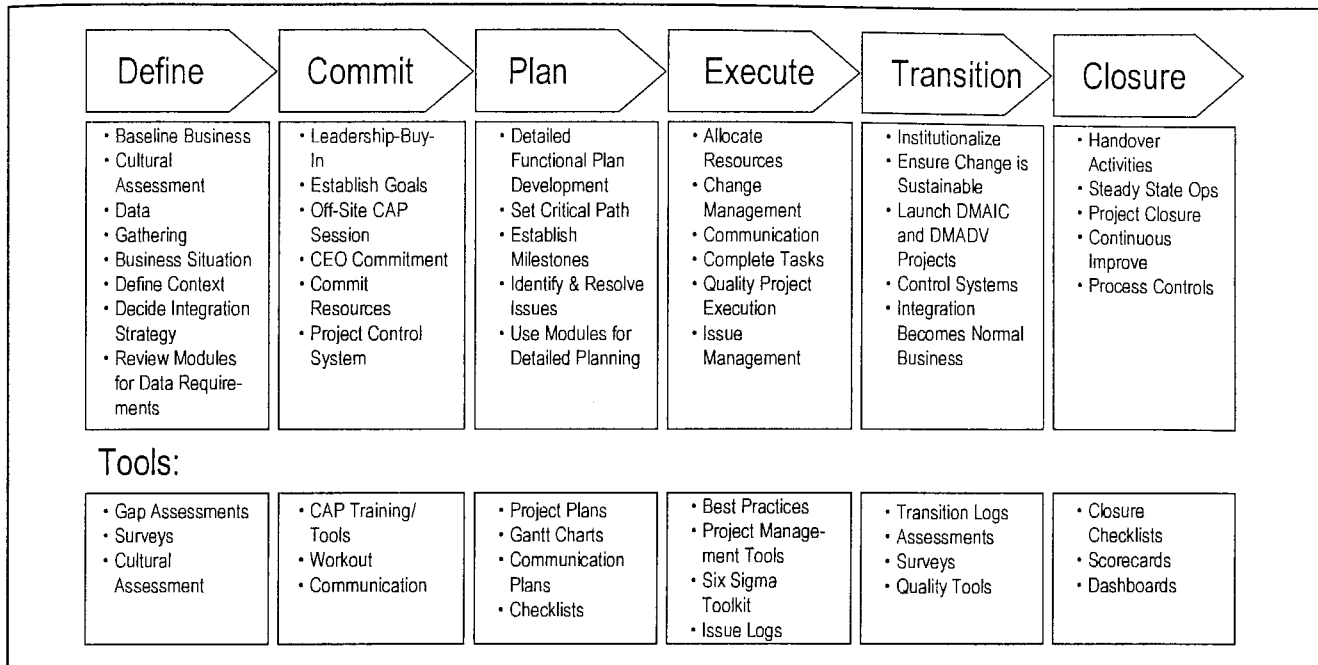 Define
Commit
Plan
Execute
Transition
Closure
• Baseline Business
• Cultural
Assessment
• Data
• Gathering
• Business Situation
• Define Context
• Decide Integration
Strategy
• Review Modules
for Data Require-
ments
• Leadership-Buy-
In
• Establish Goals
• Off-Site CAP
Session
• CEO Commitment
• Commit
Resources
• Project Control
System
• Detailed
Functional Plan
Development
• Set Critical Path
• Establish
Milestones
• Identify & Resolve
Issues
• Use Modules for
Detailed Planning
• Allocate
Resources
• Change
Management
• Communication
• Complete Tasks
• Quality Project
Execution
• Issue
Management
• Institutionalize
• Ensure Change is
Sustainable
• Launch DMAIC
and DMADV
Projects
• Control Systems
• Integration
Becomes Normal
Business
• Handover
Activities
• Steady State Ops
• Project Closure
• Continuous
Improve
• Process Controls
Tools:
• Gap Assessments
• Surveys
• Cultural
Assessment
• CAP Training/
Tools
• Workout
• Communication
• Project Plans
• Gantt Charts
• Communication
Plans
• Checklists
• Best Practices
• Project Manage-
ment Tools
• Six Sigma
Toolkit
• Issue Logs
• Transition Logs
• Assessments
• Surveys
• Quality Tools
• Closure
Checklists
• Scorecards
• Dashboards